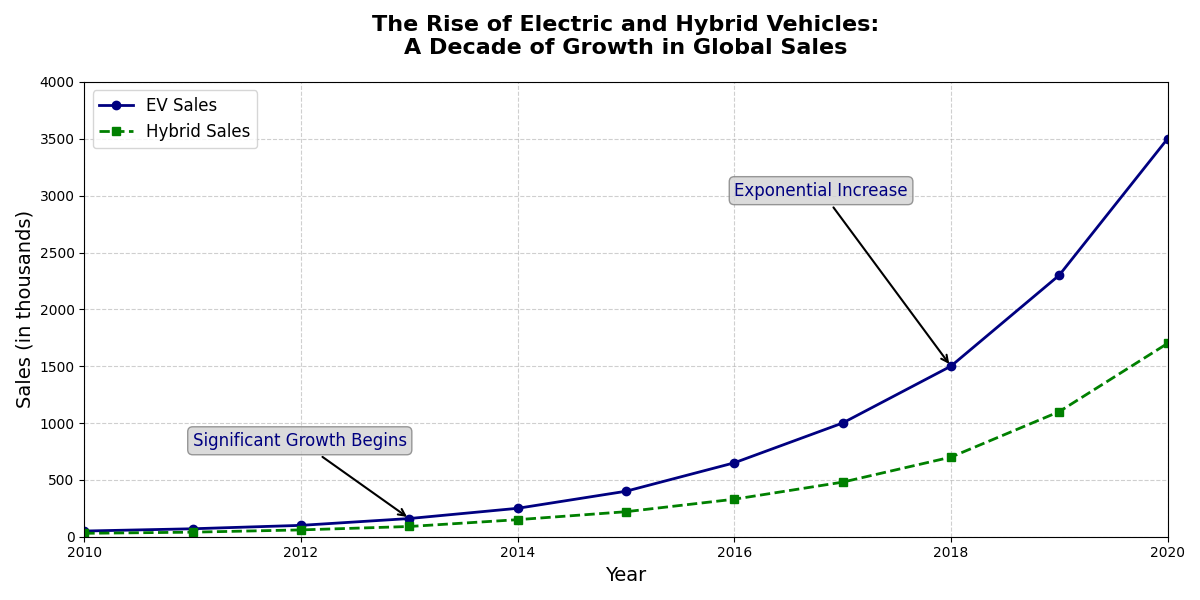 The Rise of Electric and Hybrid Vehicles:
A Decade of Growth in Global Sales
4000
3500
3000
2500
2000
1500
1000
500
0
Sales (in thousands)
EV Sales
Hybrid Sales
Exponential Increase
Significant Growth Begins
2010
2012
2014
2016
2018
2020
Year